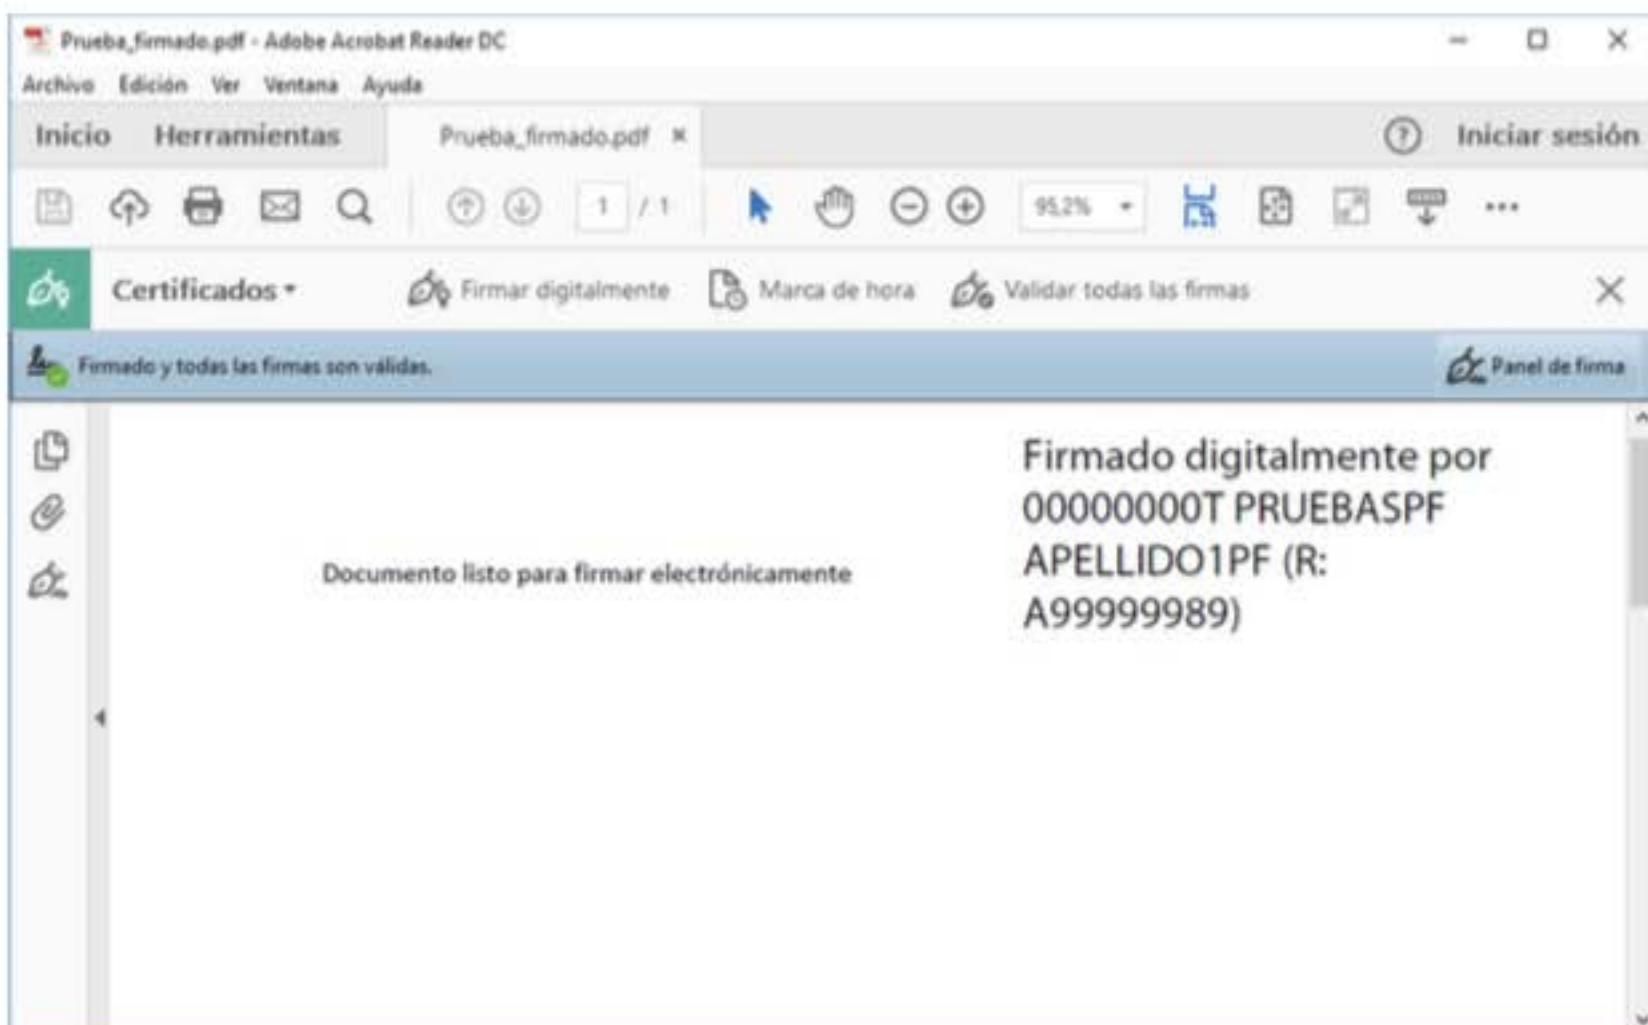 Prueba_firmado.pdf - Adobe Acrobat Reader DC
Archivo Edición Ver Ventana Ayuda
Inicio Herramientas Prueba_firmado.pdf Iniciar sesión
1 / 1 95,2%
Certificados Firmar digitalmente Marca de hora Validar todas las firmas
Firmado y todas las firmas son válidas. Panel de firma
Documento listo para firmar electrónicamente
Firmado digitalmente por
00000000T PRUEBASPF
APELLIDO1PF (R:
A99999989)